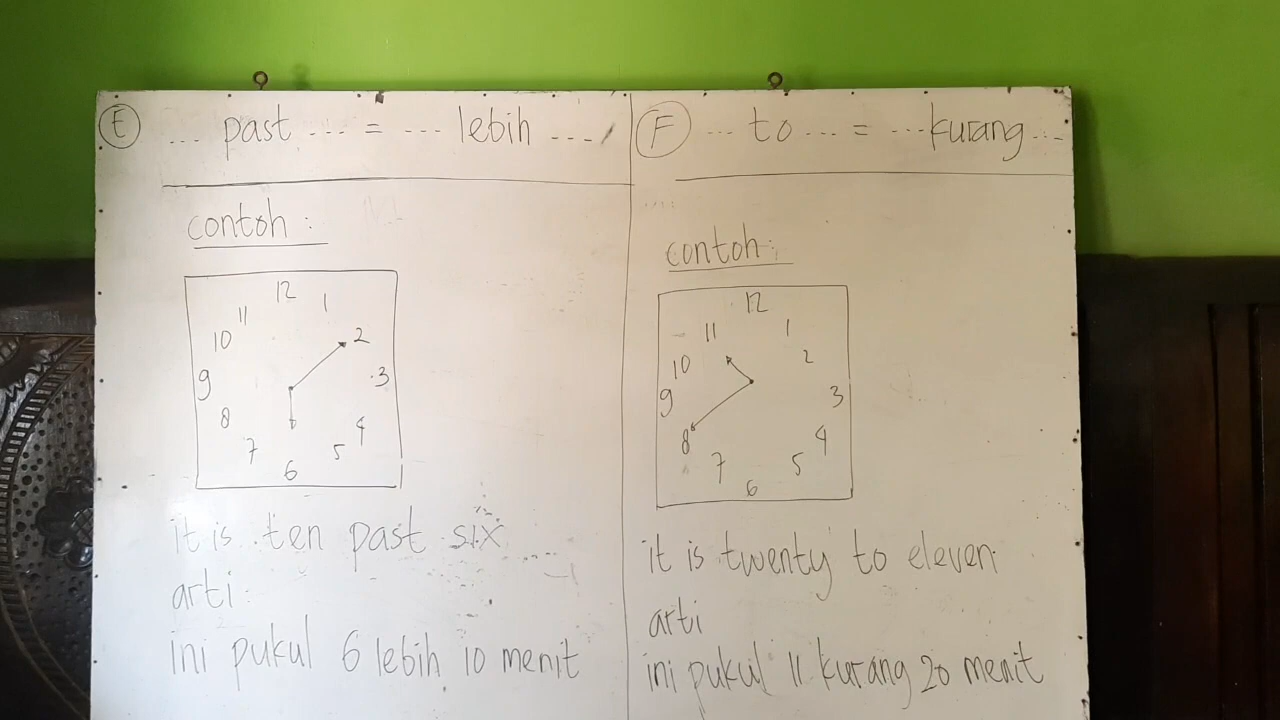 E ... past ... = ... lebih ...
contoh :
12
11 1
10 2
9 3
8 4
7 5
6
it is ten past six
arti :
ini pukul 6 lebih 10 menit
F ... to ... = ... kurang ...
contoh :
12
11 1
10 2
9 3
8 4
7 5
6
it is twenty to eleven
arti
ini pukul 11 kurang 20 menit